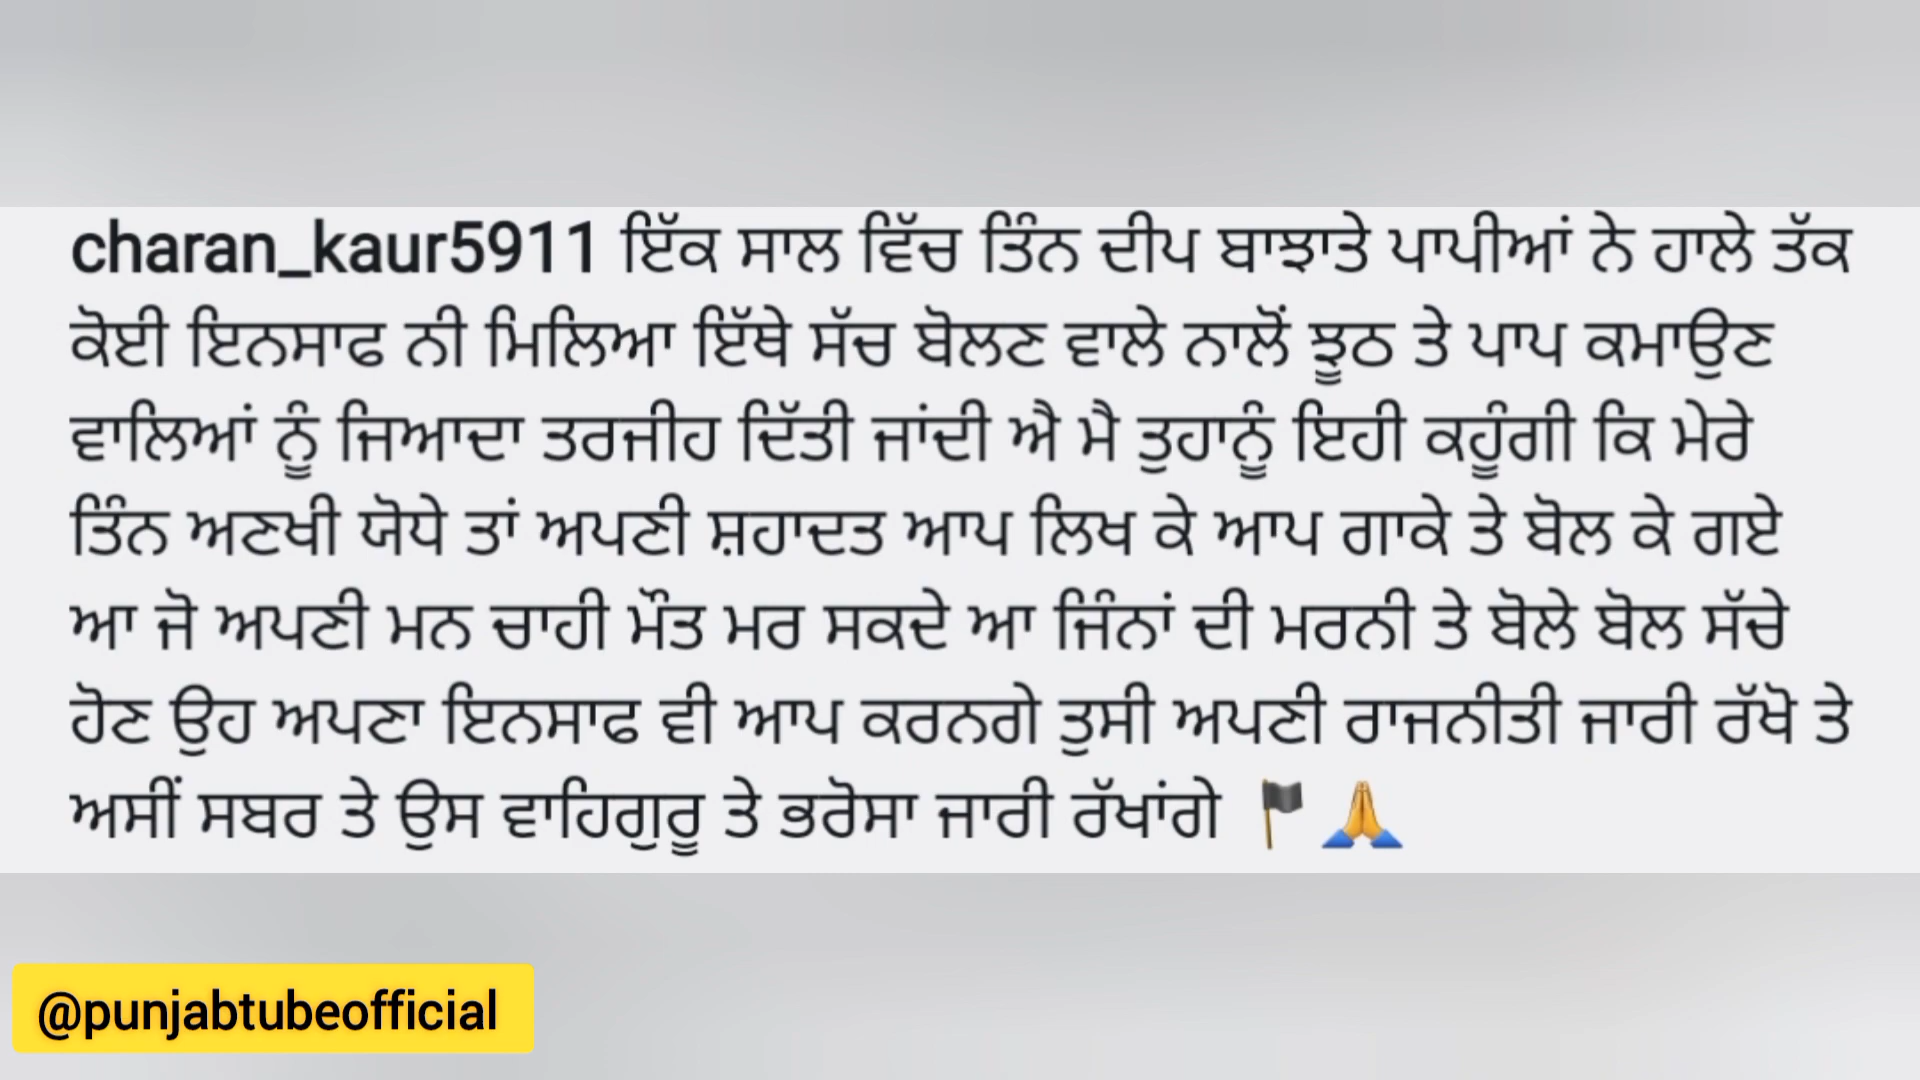 charan_kaur5911 ਇੱਕ ਸਾਲ ਵਿੱਚ ਤਿੰਨ ਦੀਪ ਬਾਝਾਤੇ ਪਾਪੀਆਂ ਨੇ ਹਾਲੇ ਤੱਕ
ਕੋਈ ਇਨਸਾਫ ਨੀ ਮਿਲਿਆ ਇੱਥੇ ਸੱਚ ਬੋਲਣ ਵਾਲੇ ਨਾਲੋਂ ਝੂਠ ਤੇ ਪਾਪ ਕਮਾਉਣ
ਵਾਲਿਆਂ ਨੂੰ ਜਿਆਦਾ ਤਰਜੀਹ ਦਿੱਤੀ ਜਾਂਦੀ ਐ ਮੈ ਤੁਹਾਨੂੰ ਇਹੀ ਕਹੂੰਗੀ ਕਿ ਮੇਰੇ
ਤਿੰਨ ਅਣਖੀ ਯੋਧੇ ਤਾਂ ਅਪਣੀ ਸ਼ਹਾਦਤ ਆਪ ਲਿਖ ਕੇ ਆਪ ਗਾਕੇ ਤੇ ਬੋਲ ਕੇ ਗਏ
ਆ ਜੋ ਅਪਣੀ ਮਨ ਚਾਹੀ ਮੌਤ ਮਰ ਸਕਦੇ ਆ ਜਿੰਨਾਂ ਦੀ ਮਰਨੀ ਤੇ ਬੋਲੇ ਬੋਲ ਸੱਚੇ
ਹੋਣ ਉਹ ਅਪਣਾ ਇਨਸਾਫ ਵੀ ਆਪ ਕਰਨਗੇ ਤੁਸੀ ਅਪਣੀ ਰਾਜਨੀਤੀ ਜਾਰੀ ਰੱਖੋ ਤੇ
ਅਸੀਂ ਸਬਰ ਤੇ ਉਸ ਵਾਹਿਗੁਰੂ ਤੇ ਭਰੋਸਾ ਜਾਰੀ ਰੱਖਾਂਗੇ 🏴🙏
@punjabtubeofficial